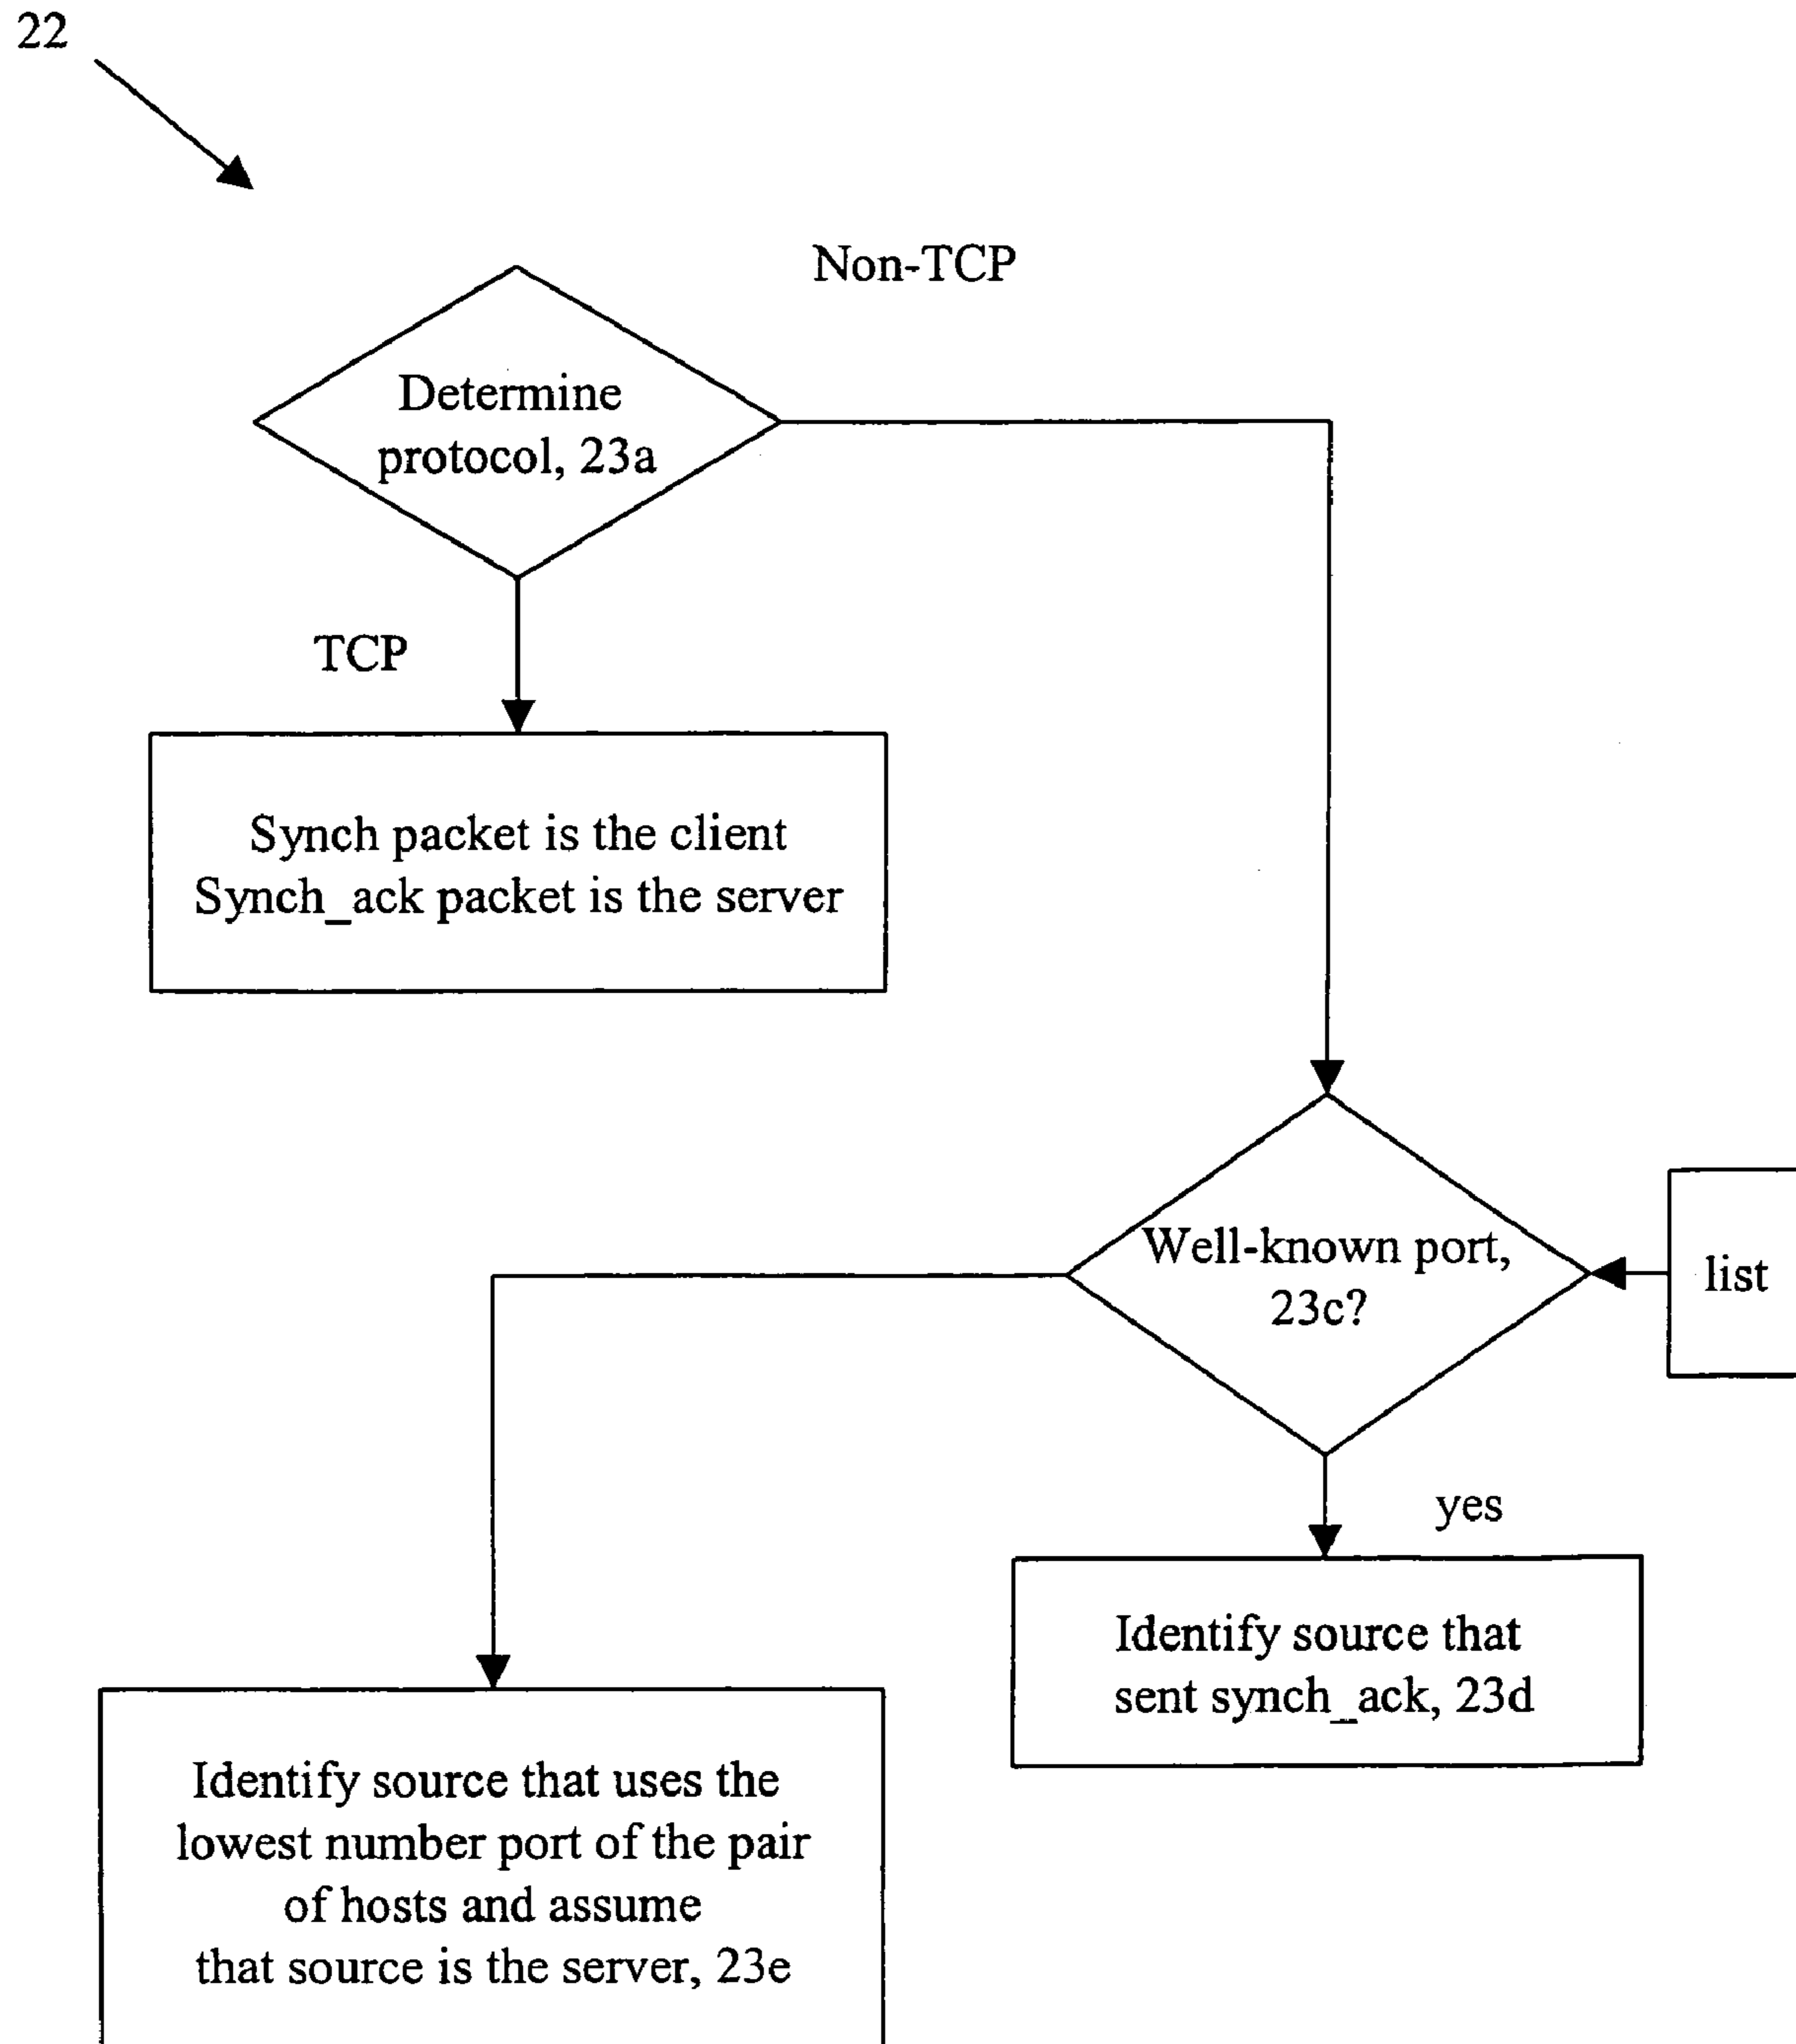 22
Non-TCP
Determine
protocol, 23a
TCP
Synch packet is the client
Synch_ack packet is the server
Well-known port,
23c?
list
yes
Identify source that
sent synch_ack, 23d
Identify source that uses the
lowest number port of the pair
of hosts and assume
that source is the server, 23e